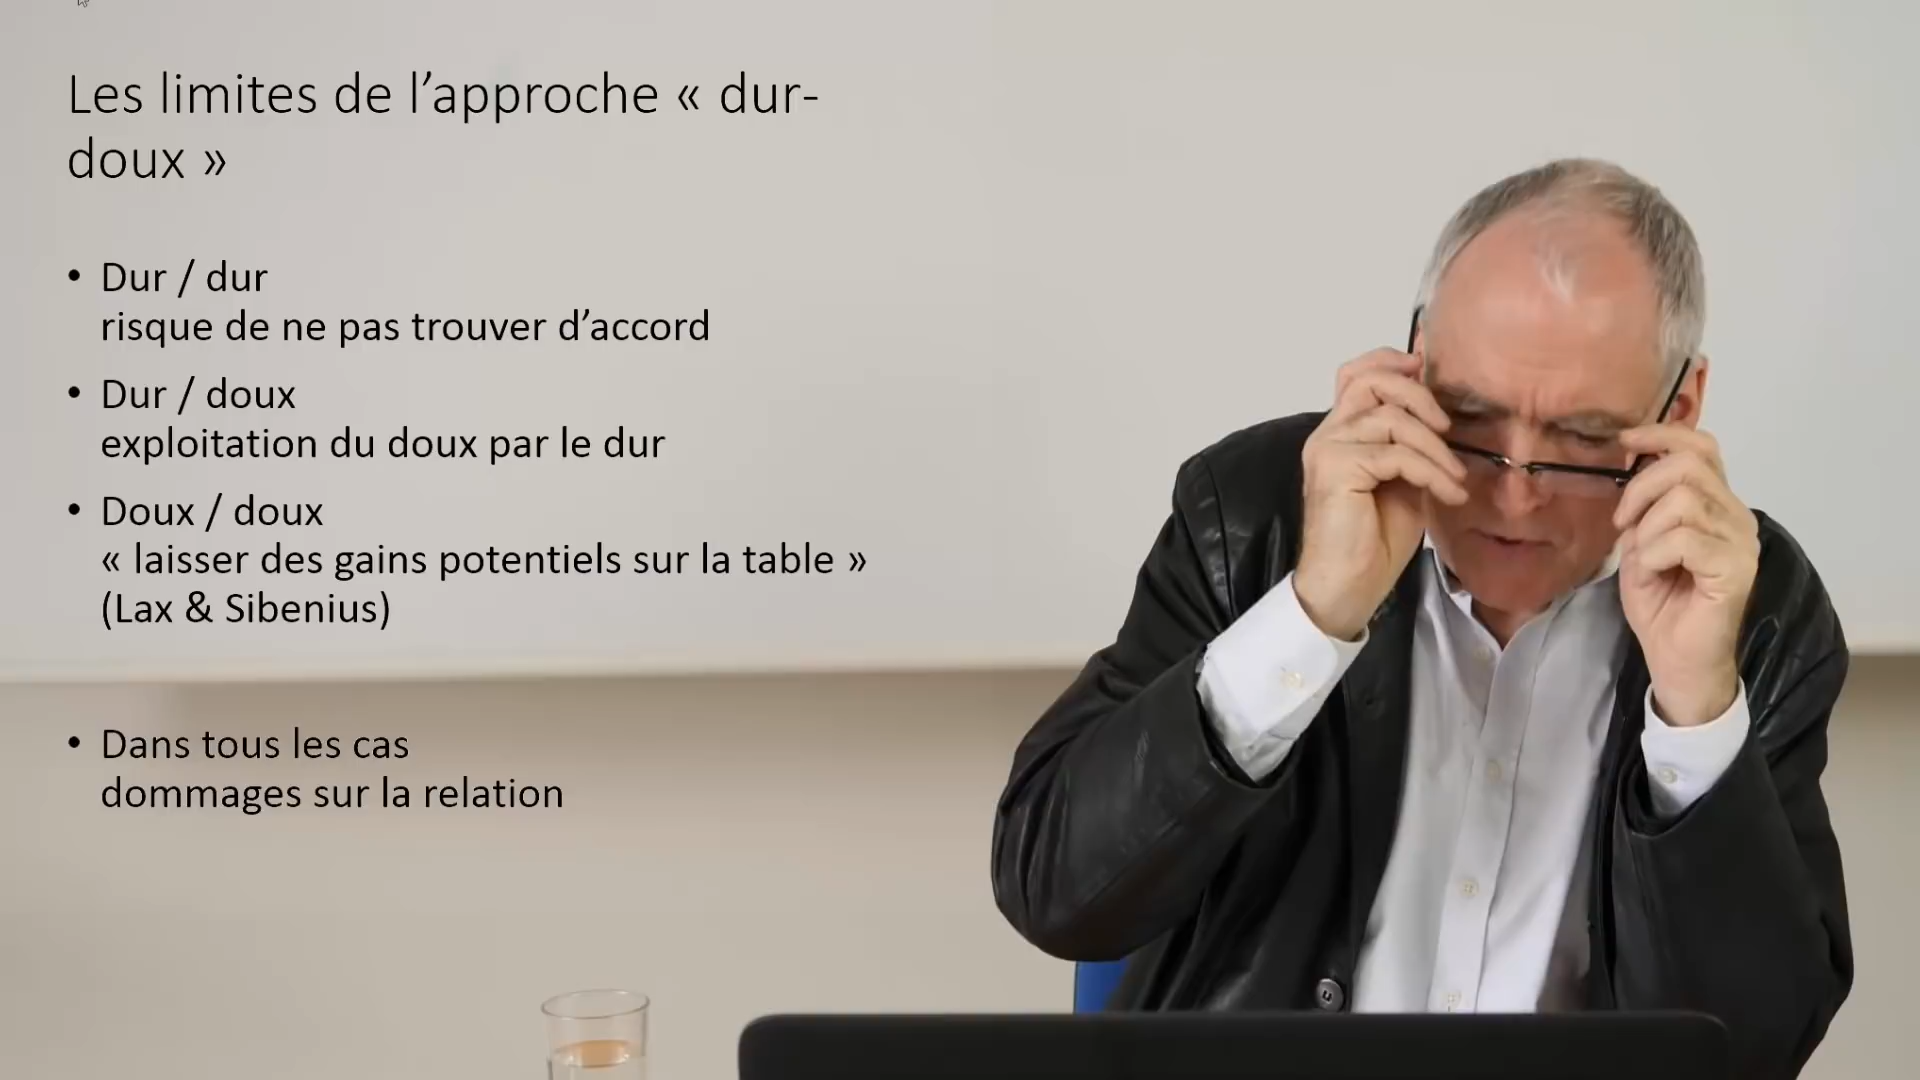 Les limites de l’approche « dur-
doux »
• Dur / dur
risque de ne pas trouver d’accord
• Dur / doux
exploitation du doux par le dur
• Doux / doux
« laisser des gains potentiels sur la table »
(Lax & Sibenius)
• Dans tous les cas
dommages sur la relation